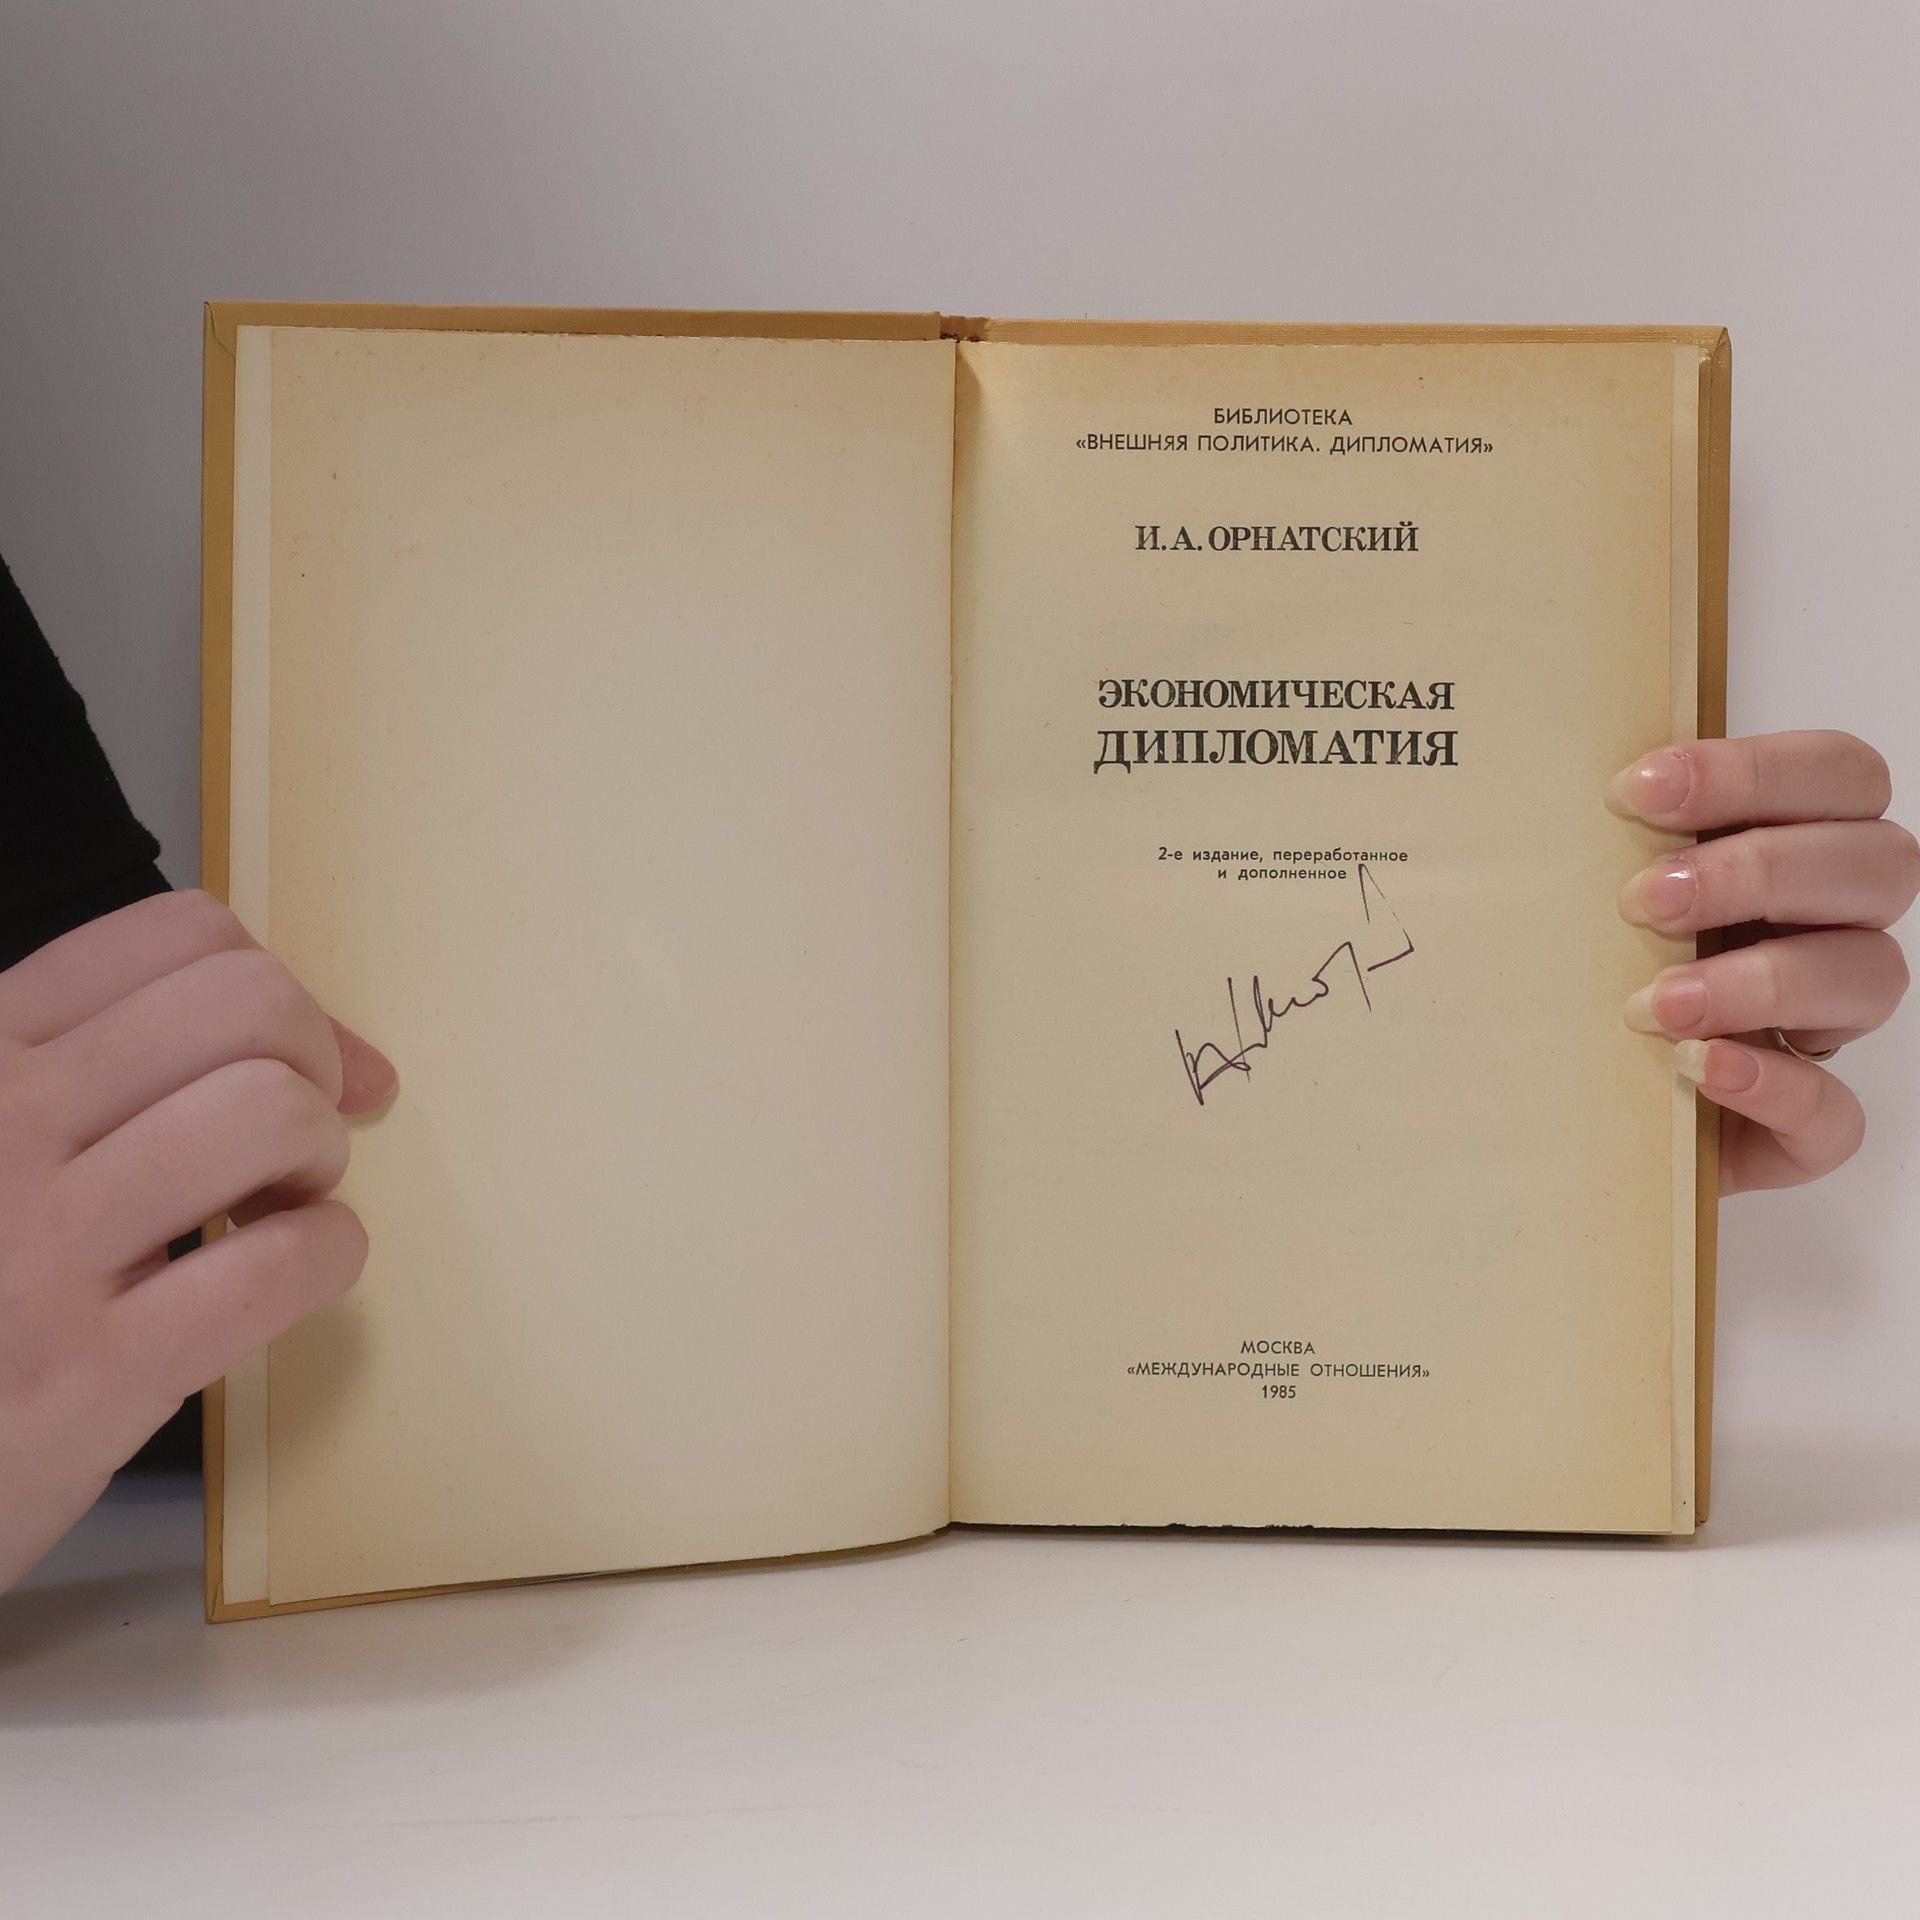 БИБЛИОТЕКА
«ВНЕШНЯЯ ПОЛИТИКА. ДИПЛОМАТИЯ»
И. А. ОРНАТСКИЙ
ЭКОНОМИЧЕСКАЯ
ДИПЛОМАТИЯ
2-е издание, переработанное
и дополненное
МОСКВА
«МЕЖДУНАРОДНЫЕ ОТНОШЕНИЯ»
1985